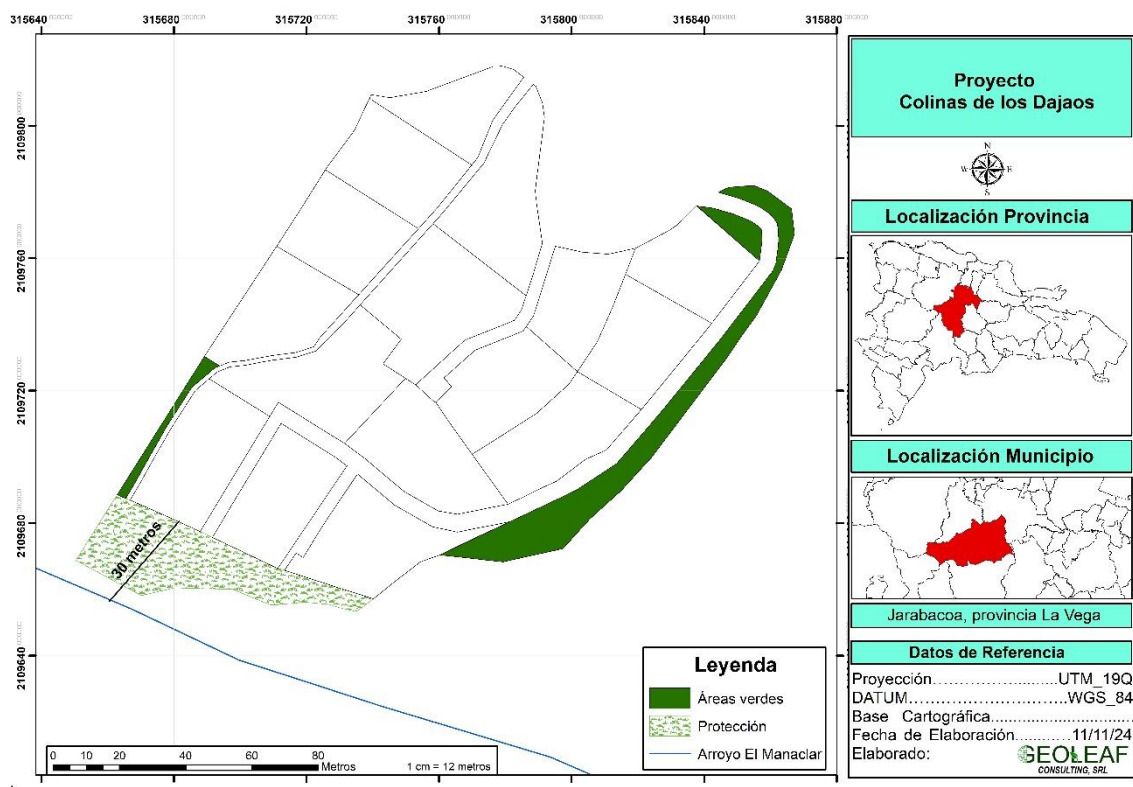 315640 315680 315720 315760 315800 315840 315880
2109800
2109760
2109720
2109680
2109640
30 metros
Leyenda
Áreas verdes
Protección
Arroyo El Manaclar
0 10 20 40 60 80
Metros
1 cm = 12 metros
Proyecto
Colinas de los Dajaos
N
W E
S
Localización Provincia
Localización Municipio
Jarabacoa, provincia La Vega
Datos de Referencia
Proyección.......................UTM_19Q
DATUM............................WGS_84
Base Cartográfica.........................
Fecha de Elaboración...........11/11/24
Elaborado:
GEOLEAF
CONSULTING, SRL